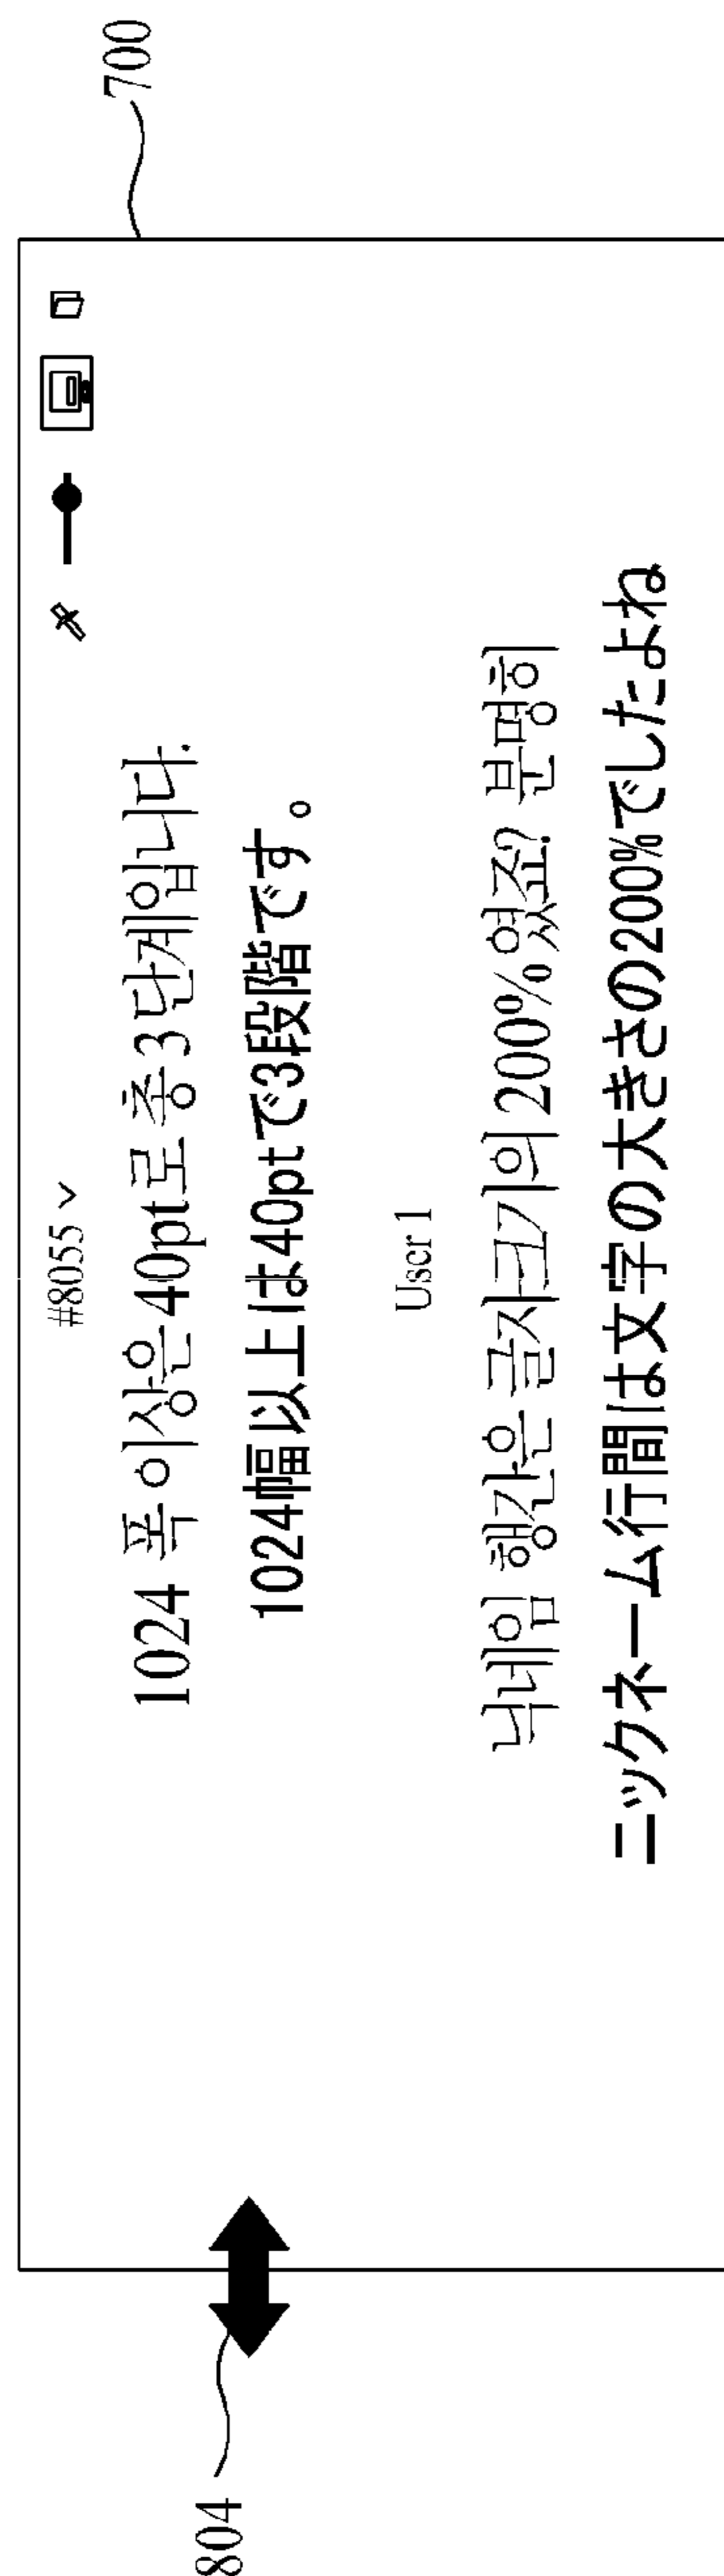 700
#8055
1024 폭 이상은 40pt로 총 3단계입니다.
1024幅以上は40ptで3段階です。
User 1
닉네임 행간은 글자크기의 200%였죠? 분명히
ニックネーム行間は文字の大きさの200%でしたよね
804